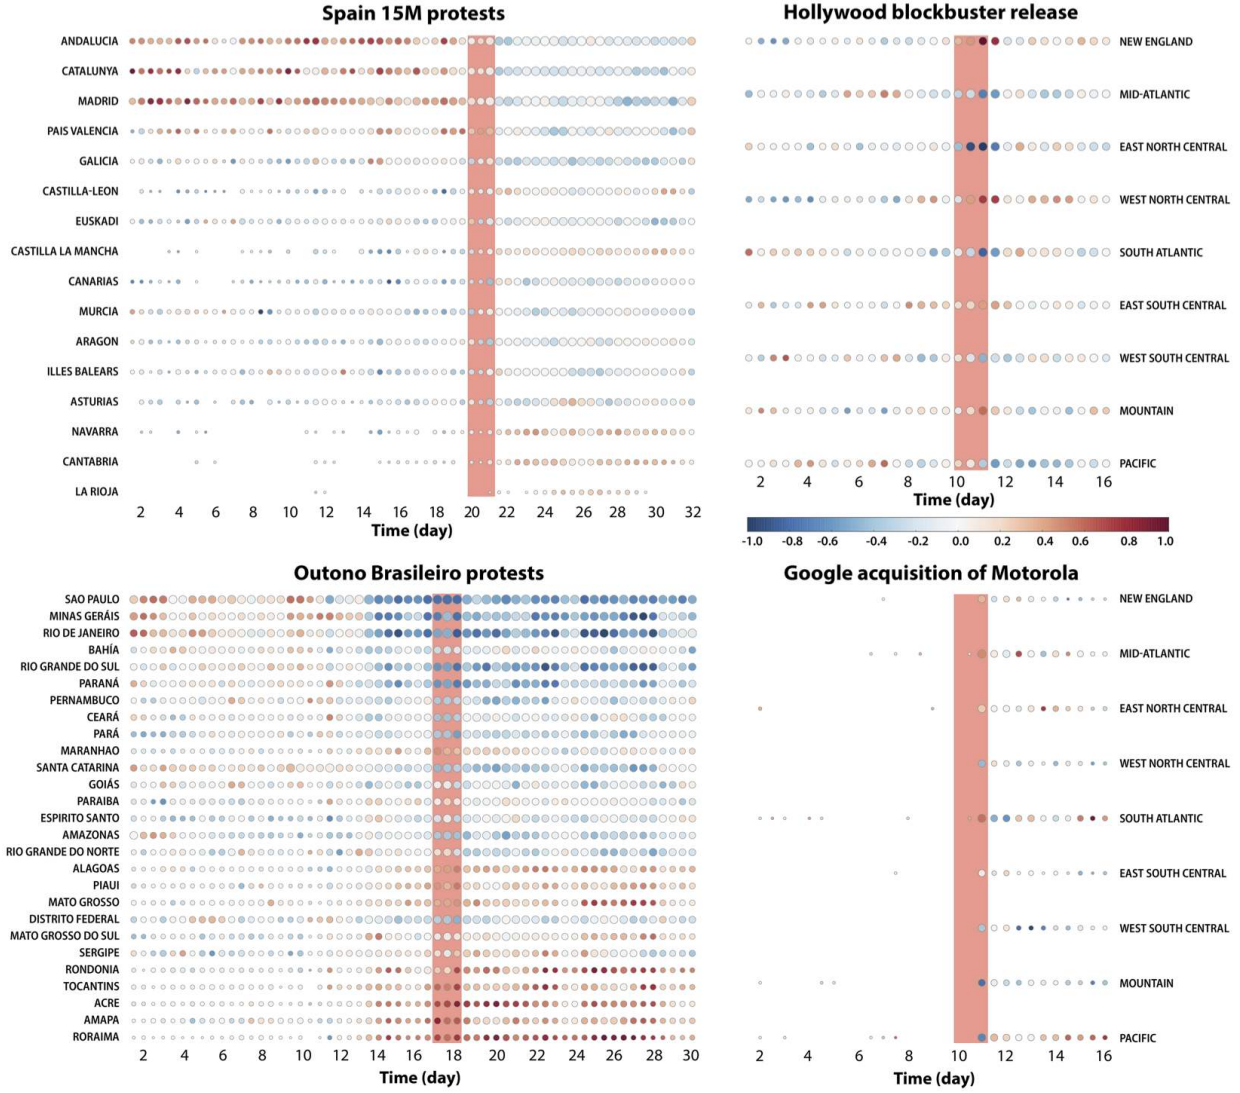 Spain 15M protests
ANDALUCIA
CATALUNYA
MADRID
PAIS VALENCIA
GALICIA
CASTILLA-LEON
EUSKADI
CASTILLA LA MANCHA
CANARIAS
MURCIA
ARAGON
ILLES BALEARS
ASTURIAS
NAVARRA
CANTABRIA
LA RIOJA
2 4 6 8 10 12 14 16 18 20 22 24 26 28 30 32
Time (day)
Hollywood blockbuster release
NEW ENGLAND
MID-ATLANTIC
EAST NORTH CENTRAL
WEST NORTH CENTRAL
SOUTH ATLANTIC
EAST SOUTH CENTRAL
WEST SOUTH CENTRAL
MOUNTAIN
PACIFIC
2 4 6 8 10 12 14 16
Time (day)
-1.0 -0.8 -0.6 -0.4 -0.2 0.0 0.2 0.4 0.6 0.8 1.0
Outono Brasileiro protests
SAO PAULO
MINAS GERÁIS
RIO DE JANEIRO
BAHÍA
RIO GRANDE DO SUL
PARANÁ
PERNAMBUCO
CEARÁ
PARÁ
MARANHAO
SANTA CATARINA
GOIÁS
PARAIBA
ESPIRITO SANTO
AMAZONAS
RIO GRANDE DO NORTE
ALAGOAS
PIAUI
MATO GROSSO
DISTRITO FEDERAL
MATO GROSSO DO SUL
SERGIPE
RONDONIA
TOCANTINS
ACRE
AMAPA
RORAIMA
2 4 6 8 10 12 14 16 18 20 22 24 26 28 30
Time (day)
Google acquisition of Motorola
NEW ENGLAND
MID-ATLANTIC
EAST NORTH CENTRAL
WEST NORTH CENTRAL
SOUTH ATLANTIC
EAST SOUTH CENTRAL
WEST SOUTH CENTRAL
MOUNTAIN
PACIFIC
2 4 6 8 10 12 14 16
Time (day)